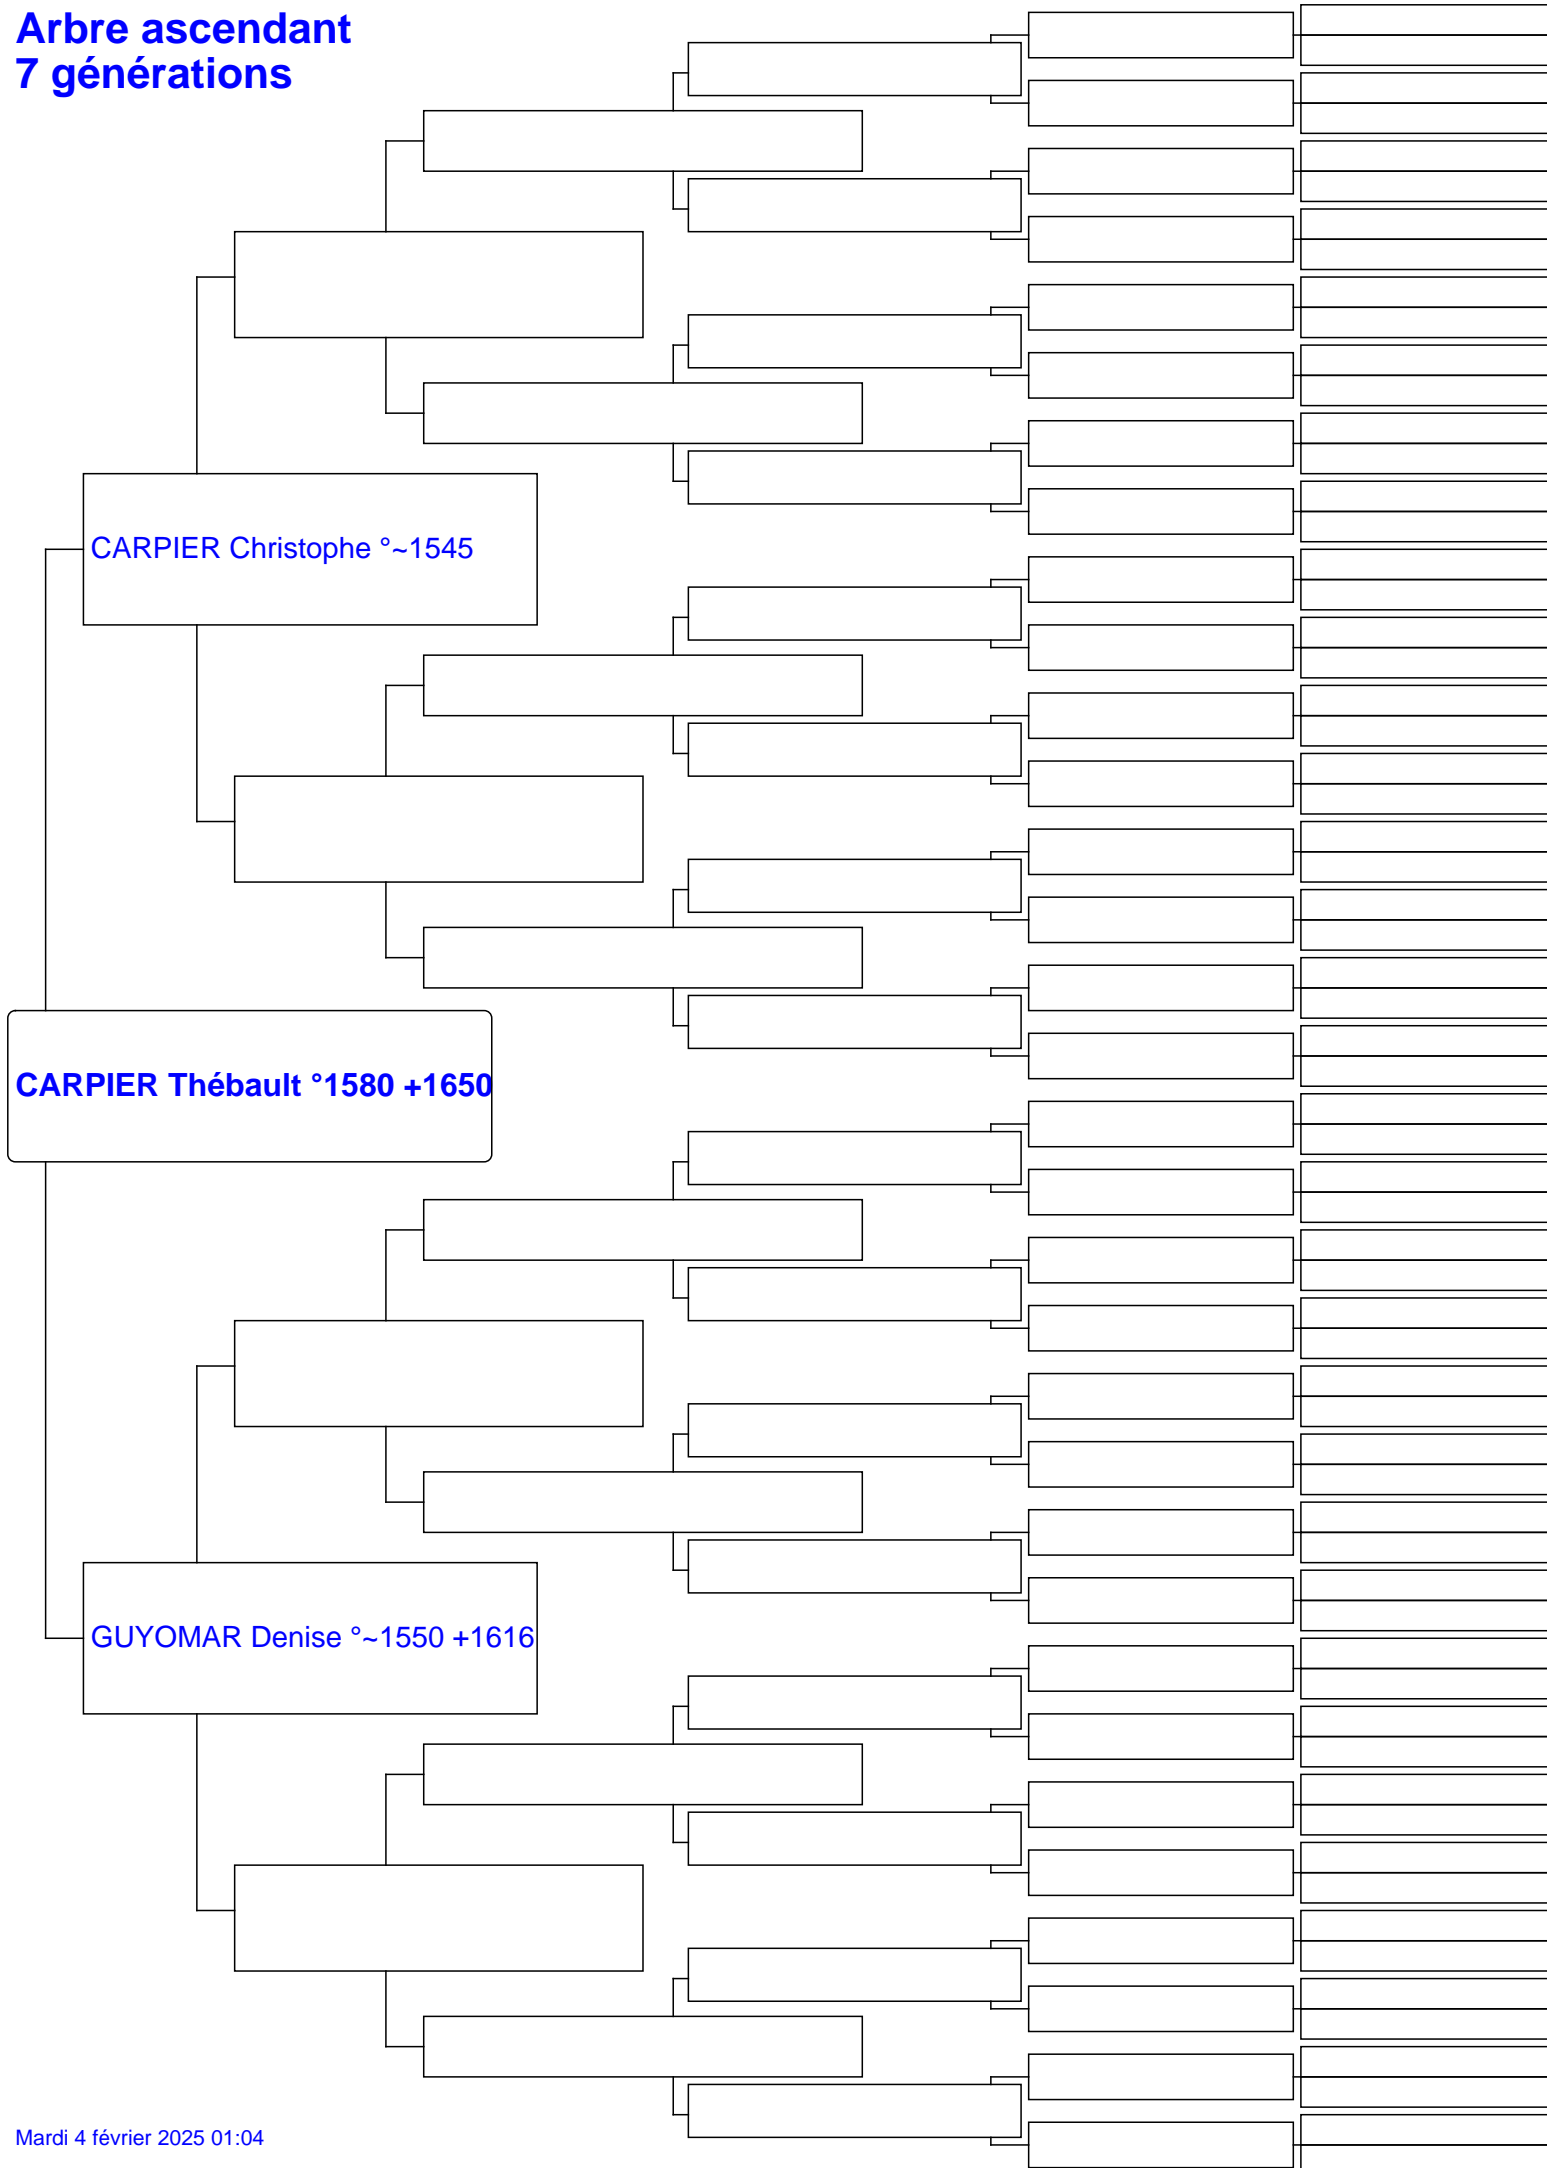 Arbre ascendant
7 générations
CARPIER Christophe °~1545
CARPIER Thébault °1580 +1650
GUYOMAR Denise °~1550 +1616
Mardi 4 février 2025 01:04